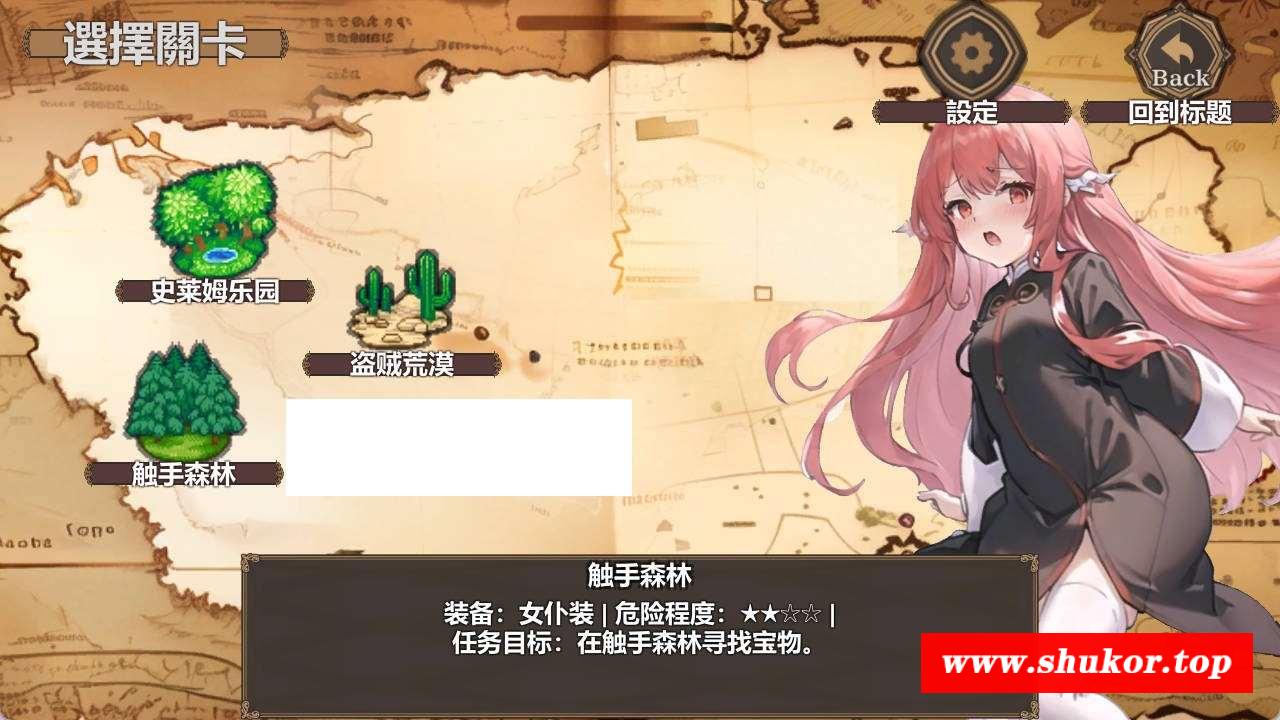 選擇關卡
Back
設定
回到标题
史莱姆乐园
盗贼荒漠
触手森林
触手森林
装备：女仆装 | 危险程度：★★☆☆ |
任务目标：在触手森林寻找宝物。
www.shukor.top